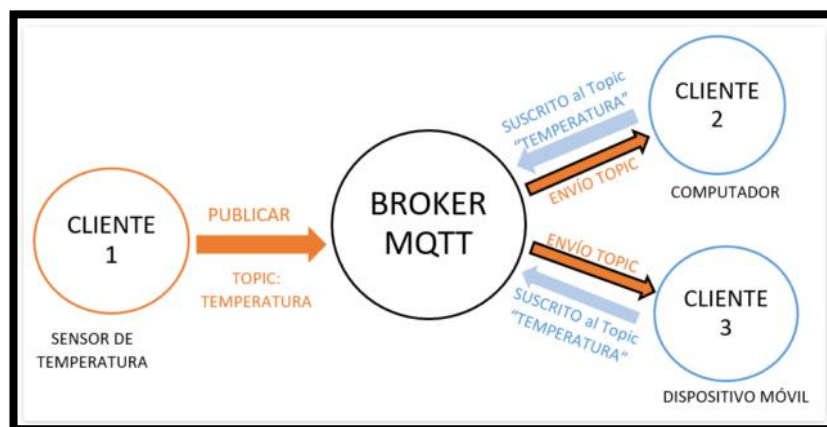 CLIENTE
1
SENSOR DE
TEMPERATURA
PUBLICAR
TOPIC:
TEMPERATURA
BROKER
MQTT
SUSCRITO al Topic
“TEMPERATURA”
ENVÍO TOPIC
CLIENTE
2
COMPUTADOR
ENVÍO TOPIC
SUSCRITO al Topic
“TEMPERATURA”
CLIENTE
3
DISPOSITIVO MÓVIL